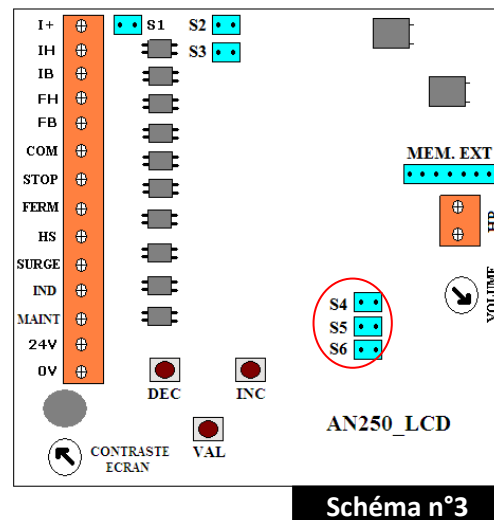 I+
S1
S2
IH
S3
IB
FH
FB
COM
STOP
FERM
HS
SURGE
IND
MAINT
24V
0V
MEM. EXT
HP
VOLUME
S4
S5
S6
DEC
INC
VAL
CONTRASTE
ECRAN
AN250_LCD
Schéma n°3